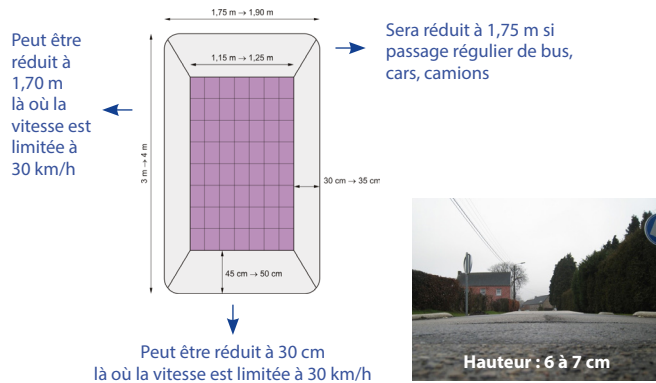 1,75 m → 1,90 m
Peut être
réduit à
1,70 m
là où la
vitesse est
limitée à
30 km/h
1,15 m → 1,25 m
Sera réduit à 1,75 m si
passage régulier de bus,
cars, camions
3 m → 4 m
30 cm → 35 cm
45 cm → 50 cm
Peut être réduit à 30 cm
là où la vitesse est limitée à 30 km/h
Hauteur : 6 à 7 cm